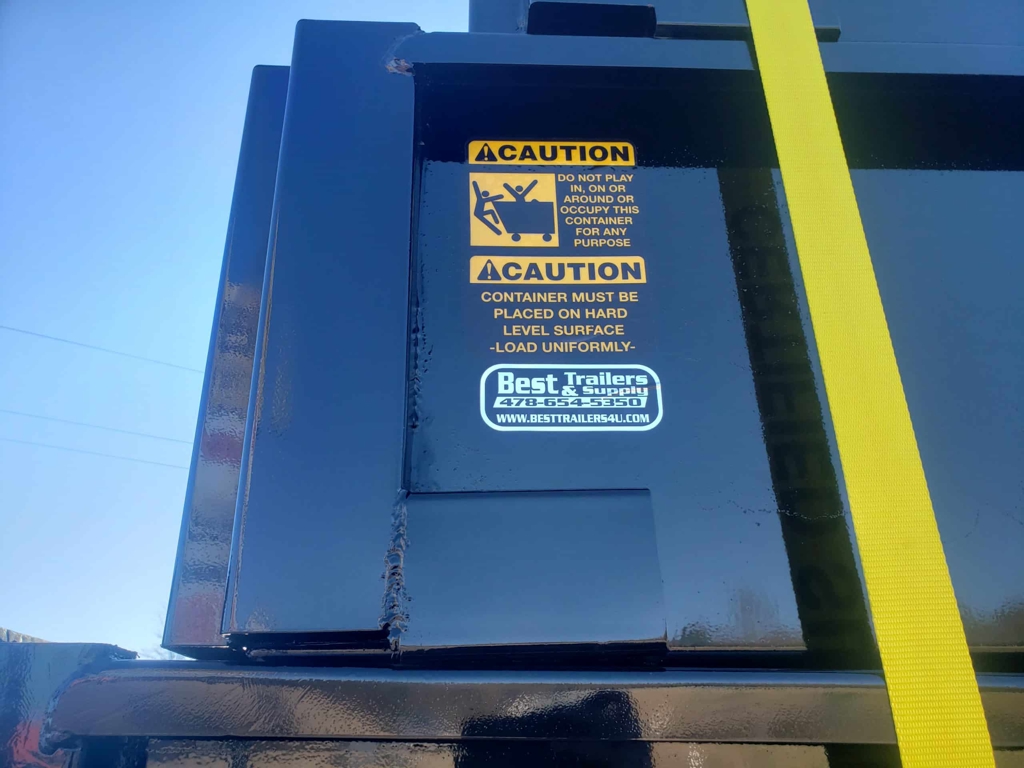 CAUTION
DO NOT PLAY
IN, ON OR
AROUND OR
OCCUPY THIS
CONTAINER
FOR ANY
PURPOSE
CAUTION
CONTAINER MUST BE
PLACED ON HARD
LEVEL SURFACE
-LOAD UNIFORMLY-
Best Trailers
& Supply
478-654-5350
WWW.BESTTRAILERS4U.COM